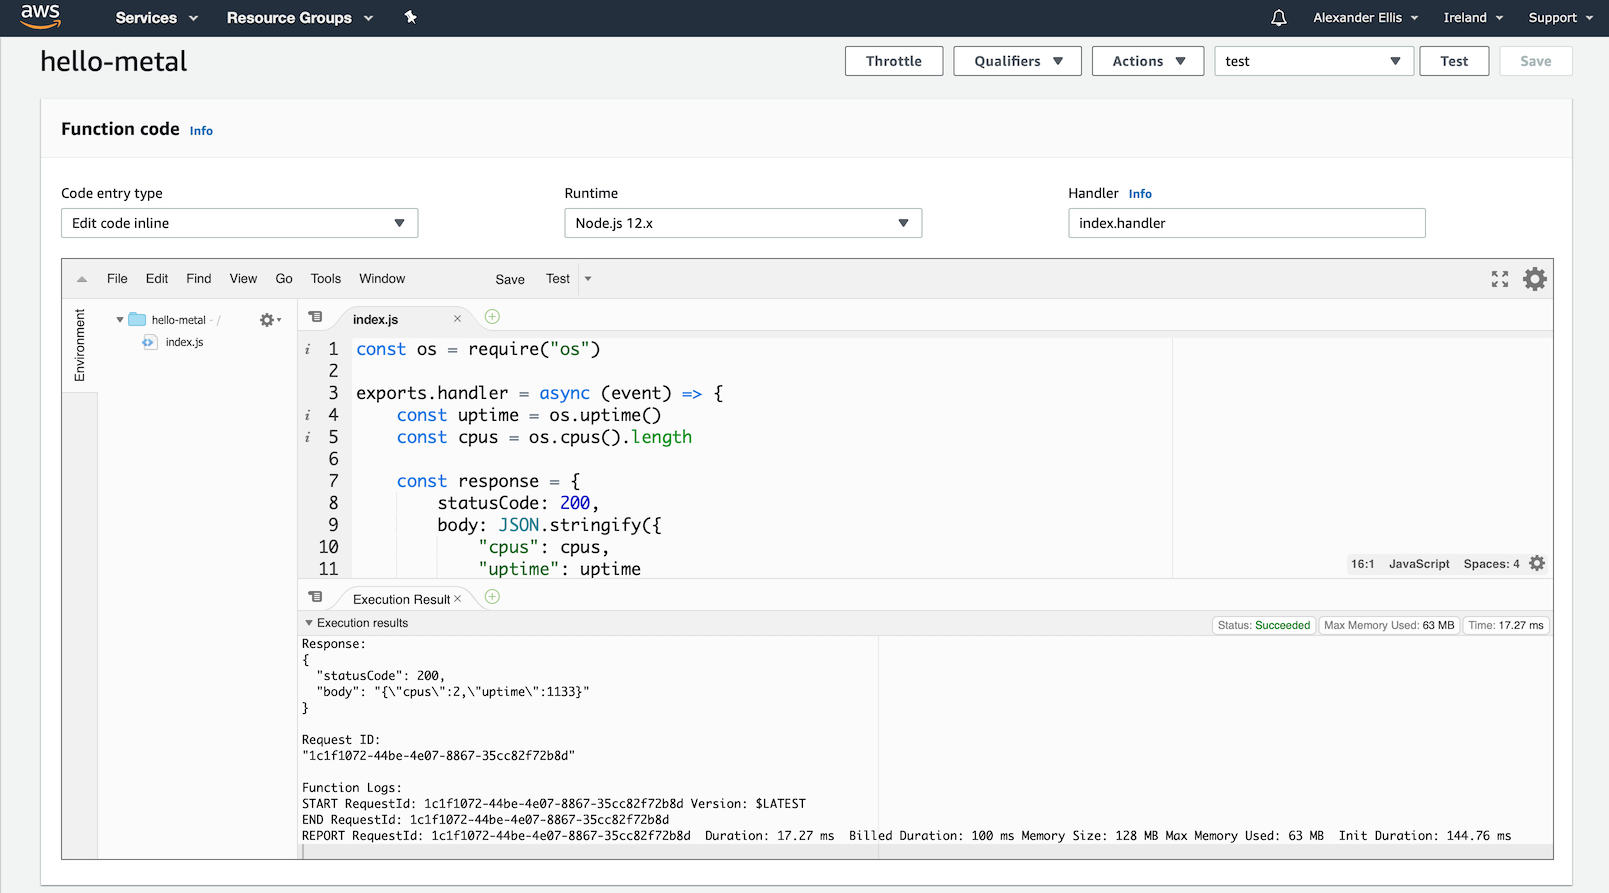 aws Services Resource Groups Alexander Ellis Ireland Support
hello-metal Throttle Qualifiers Actions test Test Save
Function code Info
Code entry type Runtime Handler Info
Edit code inline Node.js 12.x index.handler
File Edit Find View Go Tools Window Save Test
Environment
hello-metal - /
index.js
index.js
i 1 const os = require("os")
2
3 exports.handler = async (event) => {
i 4     const uptime = os.uptime()
i 5     const cpus = os.cpus().length
6
7     const response = {
8         statusCode: 200,
9         body: JSON.stringify({
10             "cpus": cpus,
11             "uptime": uptime
16:1 JavaScript Spaces: 4
Execution Result
Execution results Status: Succeeded Max Memory Used: 63 MB Time: 17.27 ms
Response:
{
  "statusCode": 200,
  "body": "{\"cpus\":2,\"uptime\":1133}"
}
Request ID:
"1c1f1072-44be-4e07-8867-35cc82f72b8d"
Function Logs:
START RequestId: 1c1f1072-44be-4e07-8867-35cc82f72b8d Version: $LATEST
END RequestId: 1c1f1072-44be-4e07-8867-35cc82f72b8d
REPORT RequestId: 1c1f1072-44be-4e07-8867-35cc82f72b8d  Duration: 17.27 ms  Billed Duration: 100 ms Memory Size: 128 MB Max Memory Used: 63 MB  Init Duration: 144.76 ms